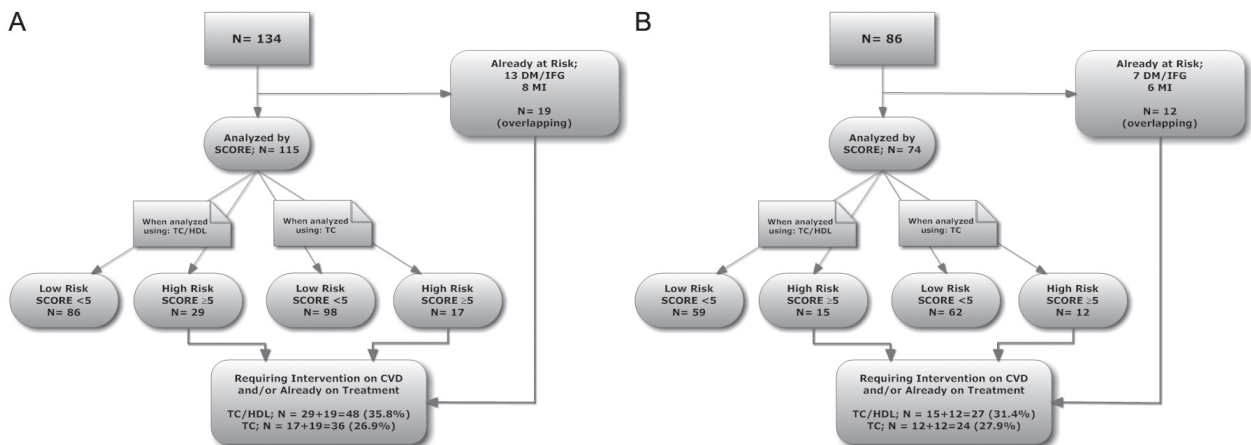 A
N= 134
Already at Risk;
13 DM/IFG
8 MI
N= 19
(overlapping)
Analyzed by
SCORE; N= 115
When analyzed
using: TC/HDL
When analyzed
using: TC
Low Risk
SCORE <5
N= 86
High Risk
SCORE ≥5
N= 29
Low Risk
SCORE <5
N= 98
High Risk
SCORE ≥5
N= 17
Requiring Intervention on CVD
and/or Already on Treatment
TC/HDL; N = 29+19=48 (35.8%)
TC; N = 17+19=36 (26.9%)
B
N= 86
Already at Risk;
7 DM/IFG
6 MI
N= 12
(overlapping)
Analyzed by
SCORE; N= 74
When analyzed
using: TC/HDL
When analyzed
using: TC
Low Risk
SCORE <5
N= 59
High Risk
SCORE ≥5
N= 15
Low Risk
SCORE <5
N= 62
High Risk
SCORE ≥5
N= 12
Requiring Intervention on CVD
and/or Already on Treatment
TC/HDL; N = 15+12=27 (31.4%)
TC; N = 12+12=24 (27.9%)